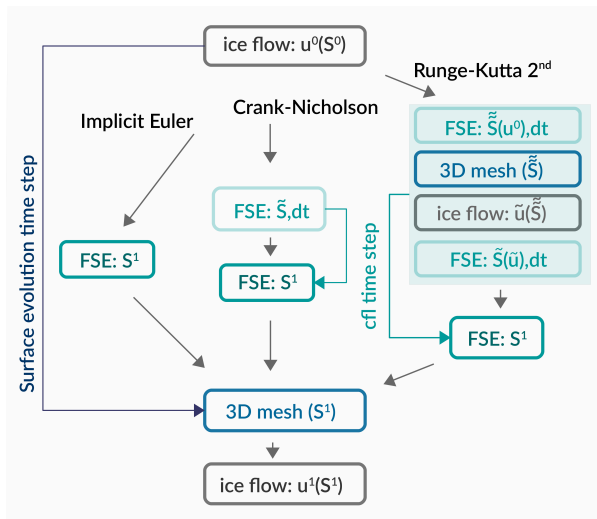 ice flow: u⁰(S⁰)
Runge-Kutta 2ⁿᵈ
Crank-Nicholson
Implicit Euler
FSE: S̃̃(u⁰),dt
3D mesh (S̃̃)
ice flow: ũ(S̃̃)
FSE: S̃(ũ),dt
FSE: S̃,dt
FSE: S¹
FSE: S¹
FSE: S¹
Surface evolution time step
cfl time step
3D mesh (S¹)
ice flow: u¹(S¹)